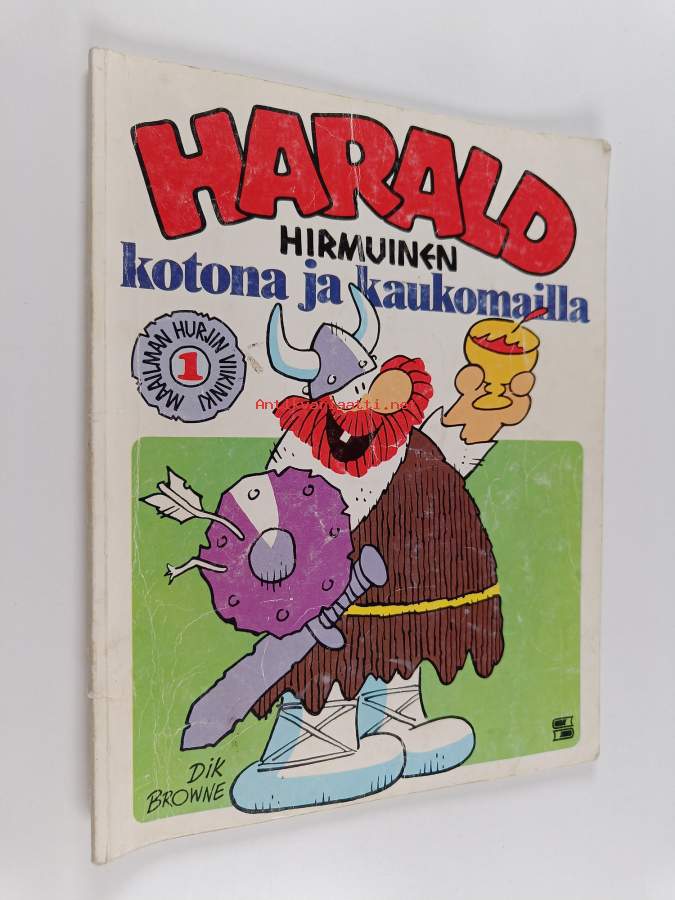 HARALD
HIRMUINEN
kotona ja kaukomailla
MAAILMAN HURJIN VIIKINKI
1
Antikvariaatti.net
DIK
BROWNE